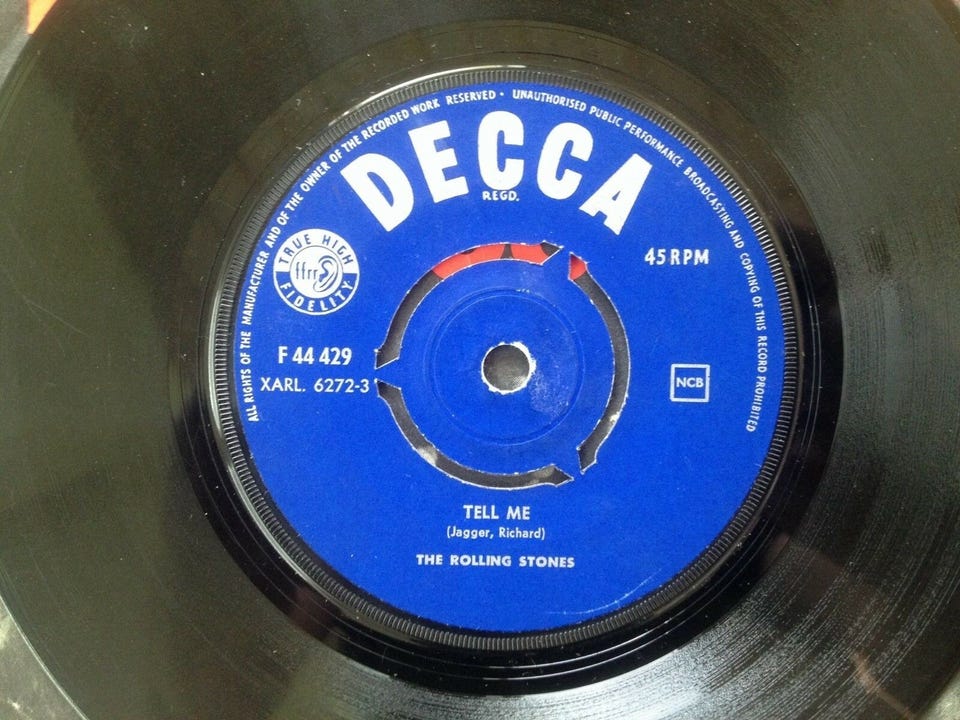 ALL RIGHTS OF THE MANUFACTURER AND OF THE OWNER OF THE RECORDED WORK RESERVED · UNAUTHORISED PUBLIC PERFORMANCE BROADCASTING AND COPYING OF THIS RECORD PROHIBITED
DECCA
REGD.
TRUE HIGH
ffrr
FIDELITY
45 RPM
F 44 429
XARL. 6272-3
NCB
TELL ME
(Jagger, Richard)
THE ROLLING STONES